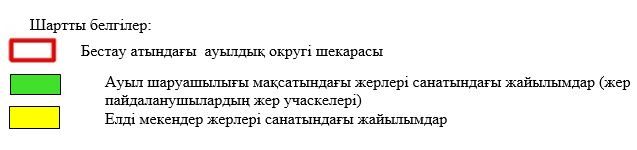 Шартты белгілер:
Бестау атындағы ауылдық округі шекарасы
Ауыл шаруашылығы мақсатындағы жерлері санатындағы жайылымдар (жер
пайдаланушылардың жер учаскелері)
Елді мекендер жерлері санатындағы жайылымдар